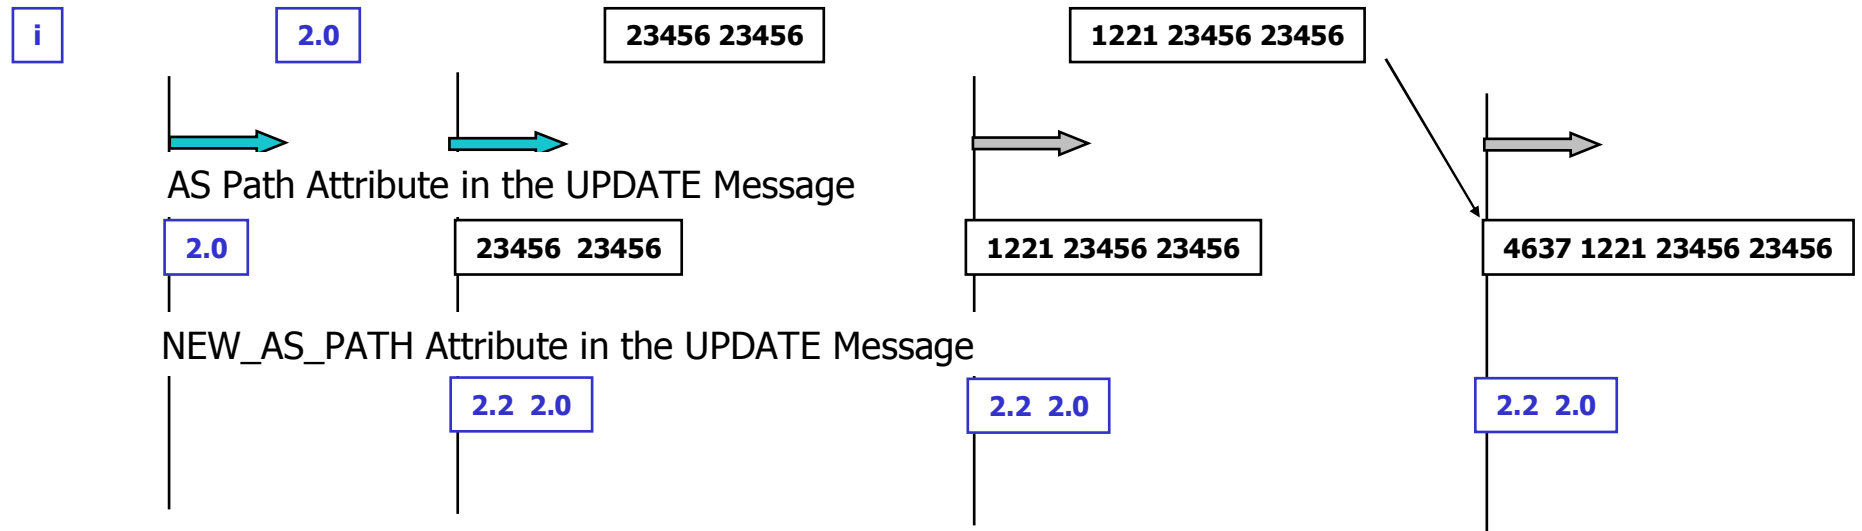 i 2.0 23456 23456 1221 23456 23456
AS Path Attribute in the UPDATE Message
2.0 23456 23456 1221 23456 23456 4637 1221 23456 23456
NEW_AS_PATH Attribute in the UPDATE Message
2.2 2.0 2.2 2.0 2.2 2.0